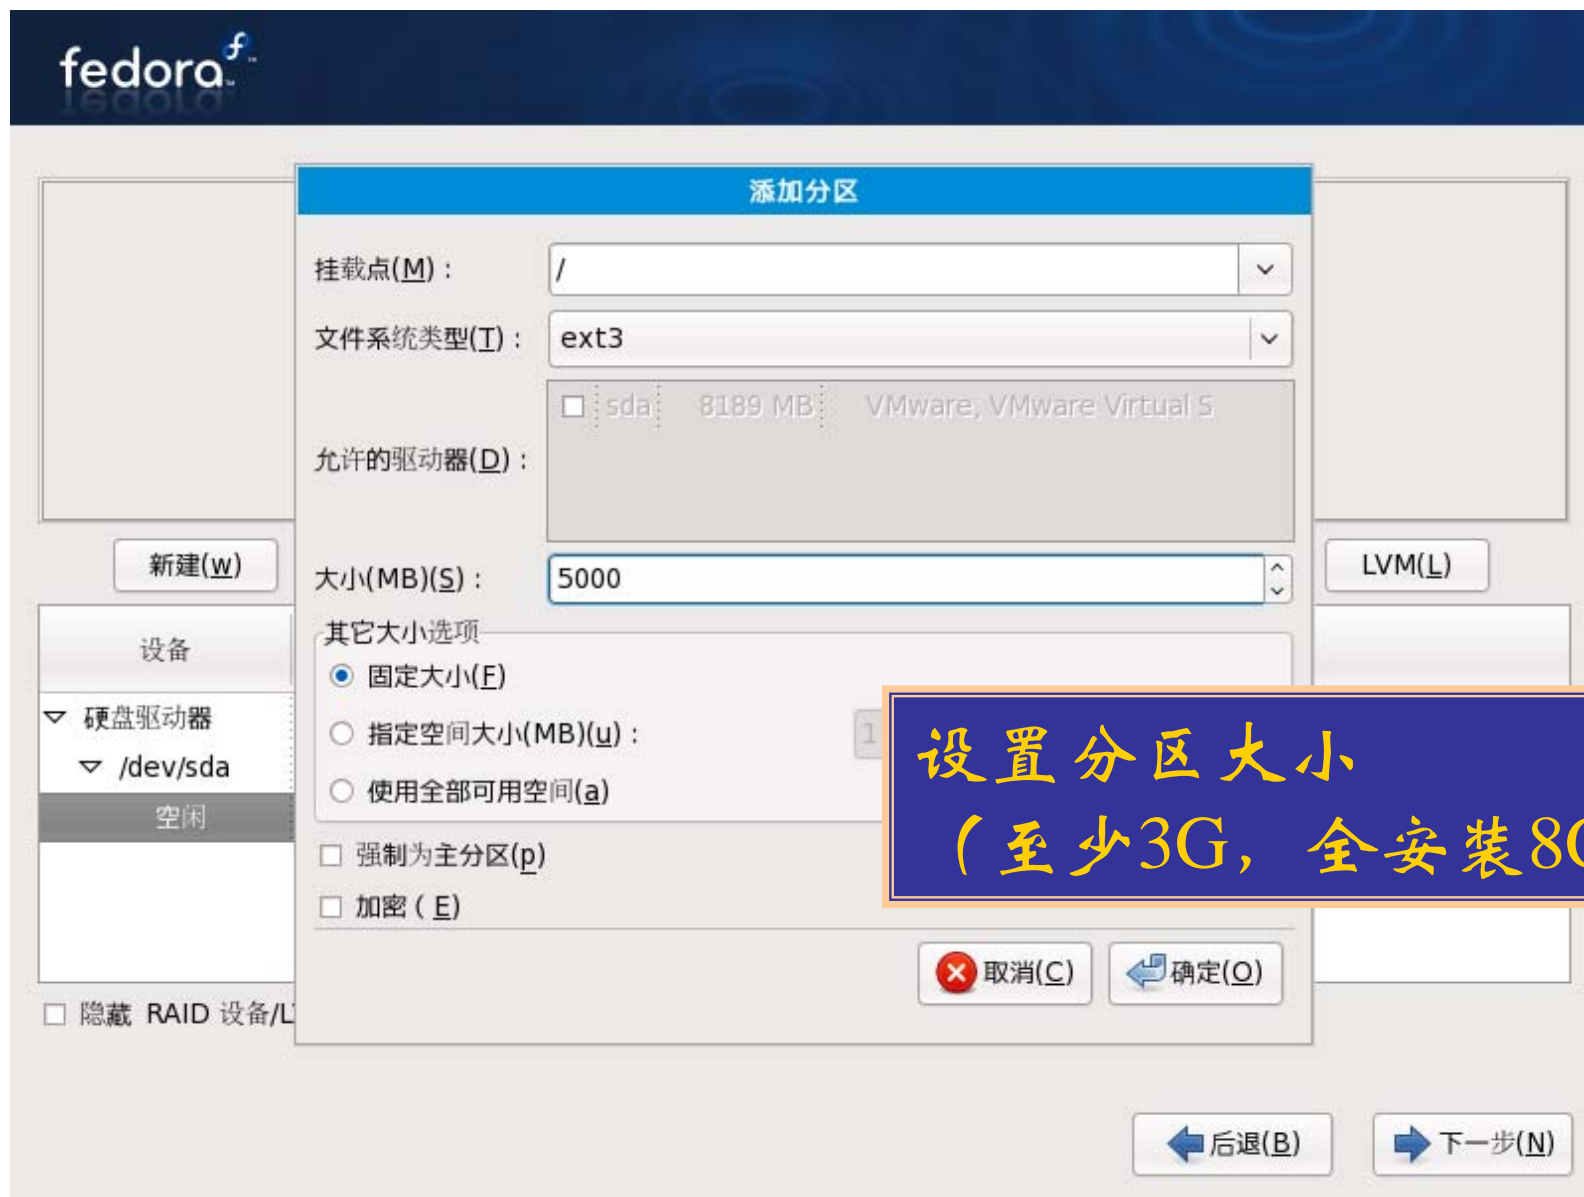 fedora
添加分区
挂载点(M)：
/
文件系统类型(T)：
ext3
sda 8189 MB VMware, VMware Virtual S
允许的驱动器(D)：
新建(w)
大小(MB)(S)：
5000
LVM(L)
其它大小选项
设备
固定大小(F)
硬盘驱动器
指定空间大小(MB)(u)：
1
设置分区大小
/dev/sda
使用全部可用空间(a)
空闲
（至少3G，全安装8G
强制为主分区(p)
加密 ( E)
取消(C)
确定(O)
隐藏 RAID 设备/L
后退(B)
下一步(N)